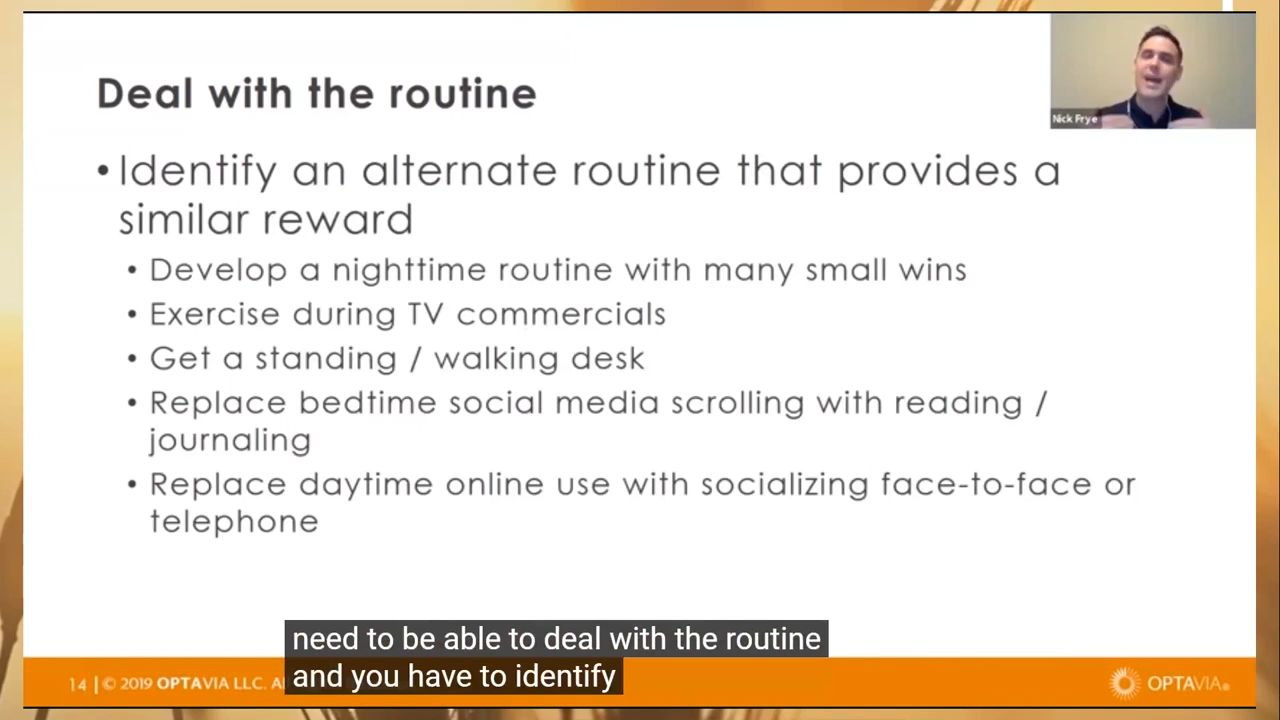 Deal with the routine
Nick Frye
• Identify an alternate routine that provides a
similar reward
• Develop a nighttime routine with many small wins
• Exercise during TV commercials
• Get a standing / walking desk
• Replace bedtime social media scrolling with reading /
journaling
• Replace daytime online use with socializing face-to-face or
telephone
need to be able to deal with the routine
and you have to identify
14 | © 2019 OPTAVIA LLC.
OPTAVIA®